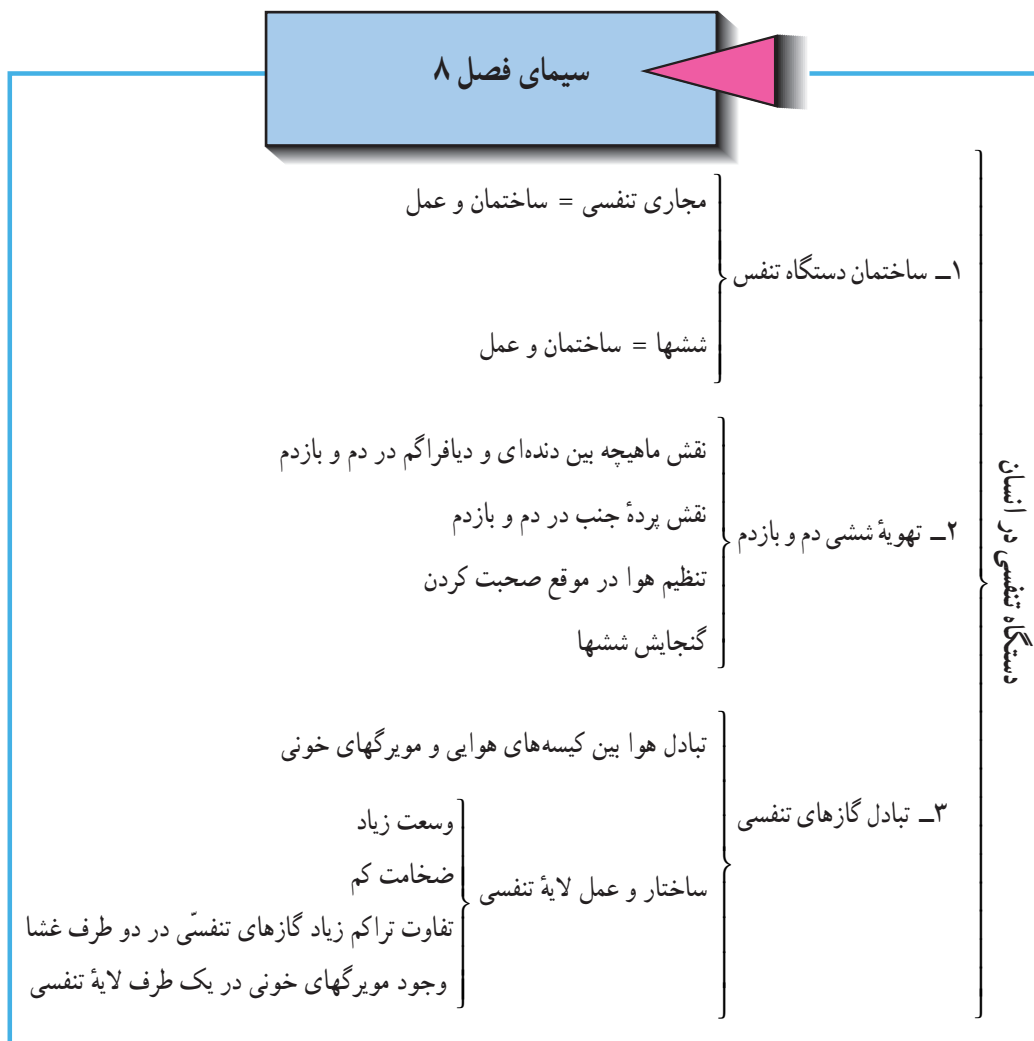 سیمای فصل ۸
دستگاه تنفسی در انسان
۱ــ ساختمان دستگاه تنفس
مجاری تنفسی = ساختمان و عمل
ششها = ساختمان و عمل
۲ــ تهویهٔ ششی دم و بازدم
نقش ماهیچه بین دنده‌ای و دیافراگم در دم و بازدم
نقش پردهٔ جنب در دم و بازدم
تنظیم هوا در موقع صحبت کردن
گنجایش ششها
۳ــ تبادل گازهای تنفسی
تبادل هوا بین کیسه‌های هوایی و مویرگهای خونی
ساختار و عمل لایهٔ تنفسی
وسعت زیاد
ضخامت کم
تفاوت تراکم زیاد گازهای تنفسّی در دو طرف غشا
وجود مویرگهای خونی در یک طرف لایهٔ تنفسی